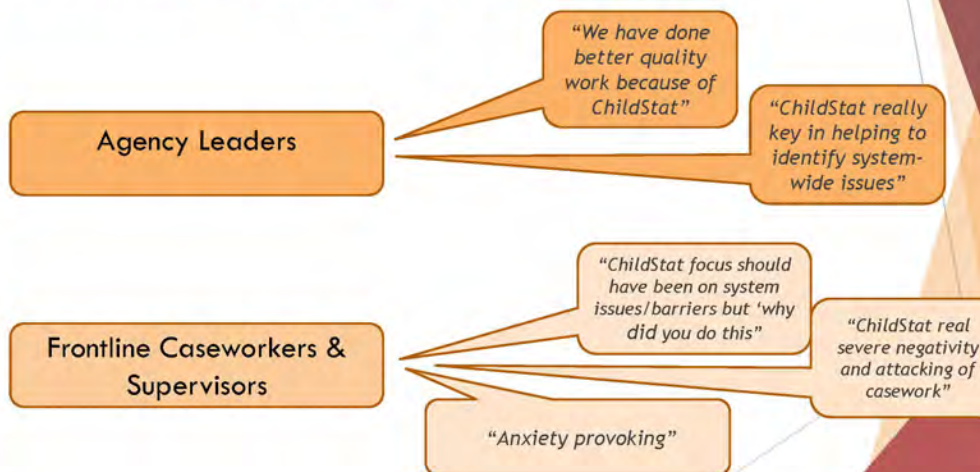 “We have done
better quality
work because of
ChildStat”
Agency Leaders
“ChildStat really
key in helping to
identify system-
wide issues”
“ChildStat focus should
have been on system
issues/barriers but ‘why
did you do this”
Frontline Caseworkers &
Supervisors
“ChildStat real
severe negativity
and attacking of
casework”
“Anxiety provoking”